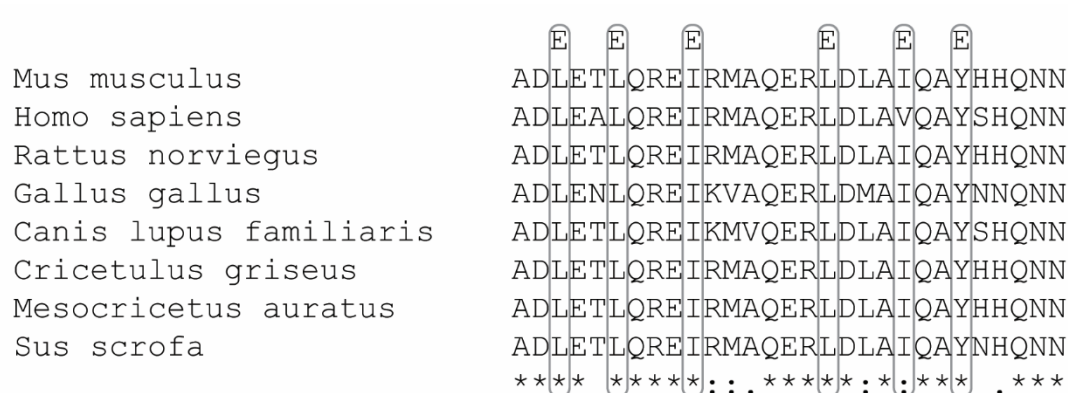 E E E E E E
Mus musculus ADLETLQREIRMAQERLDLAIQAYHHQNN
Homo sapiens ADLEALQREIRMAQERLDLAVQAYSHQNN
Rattus norviegus ADLETLQREIRMAQERLDLAIQAYHHQNN
Gallus gallus ADLENLQREIKVAQERLDMAIQAYNNQNN
Canis lupus familiaris ADLETLQREIKMVQERLDLAIQAYSHQNN
Cricetulus griseus ADLETLQREIRMAQERLDLAIQAYHHQNN
Mesocricetus auratus ADLETLQREIRMAQERLDLAIQAYHHQNN
Sus scrofa ADLETLQREIRMAQERLDLAIQAYNHQNN
**** *****::.*****:*:*** .***